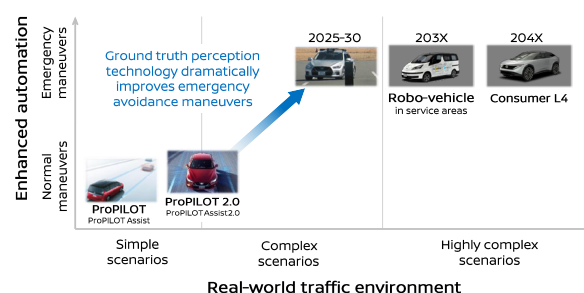 Enhanced automation
Emergency
maneuvers
Normal
maneuvers
Ground truth perception
technology dramatically
improves emergency
avoidance maneuvers
2025-30
203X
204X
Robo-vehicle
in service areas
Consumer L4
ProPILOT
ProPILOT Assist
ProPILOT 2.0
ProPILOT Assist2.0
Simple
scenarios
Complex
scenarios
Highly complex
scenarios
Real-world traffic environment